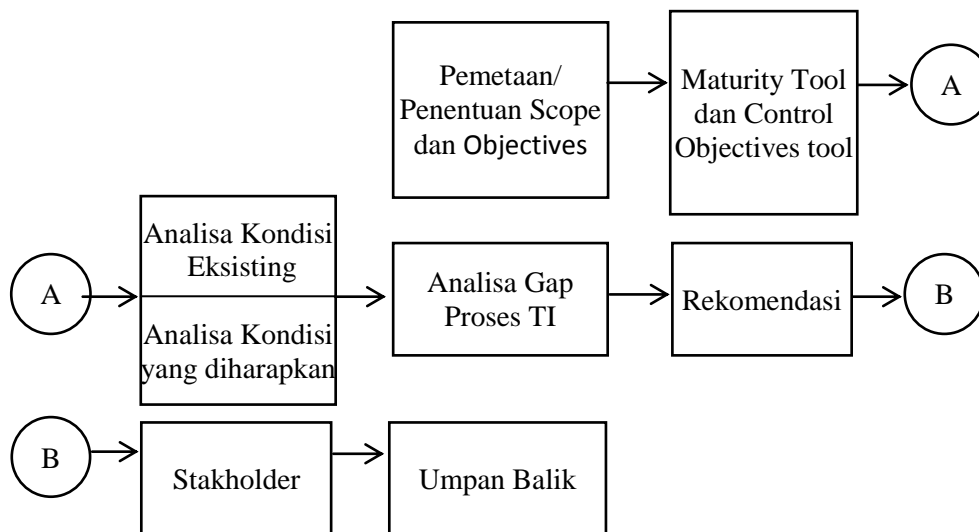 Pemetaan/
Penentuan Scope
dan Objectives
Maturity Tool
dan Control
Objectives tool
A
A
Analisa Kondisi
Eksisting
Analisa Kondisi
yang diharapkan
Analisa Gap
Proses TI
Rekomendasi
B
B
Stakholder
Umpan Balik